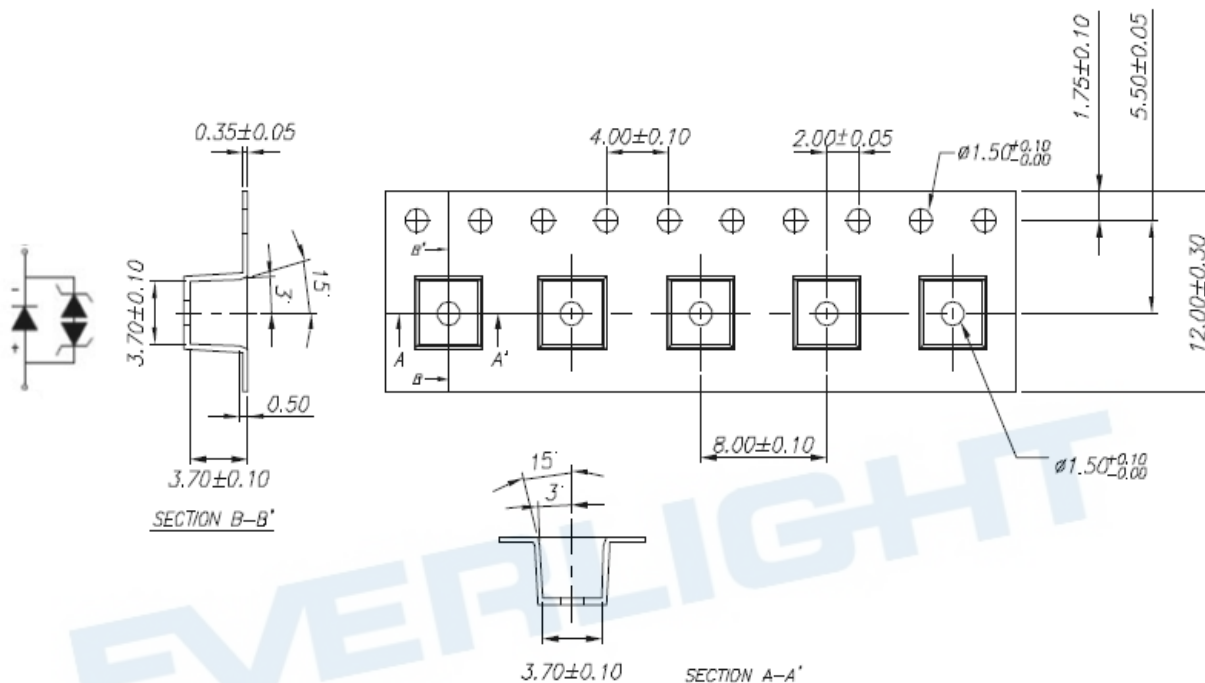 1.75±0.10
5.50±0.05
0.35±0.05
4.00±0.10
2.00±0.05
ø1.50+0.10
-0.00
B'
15'
3'
-
+
3.70±0.10
12.00±0.30
A
A'
B
0.50
8.00±0.10
3.70±0.10
15'
3'
ø1.50+0.10
-0.00
SECTION B-B'
EVERLIGHT
3.70±0.10
SECTION A-A'